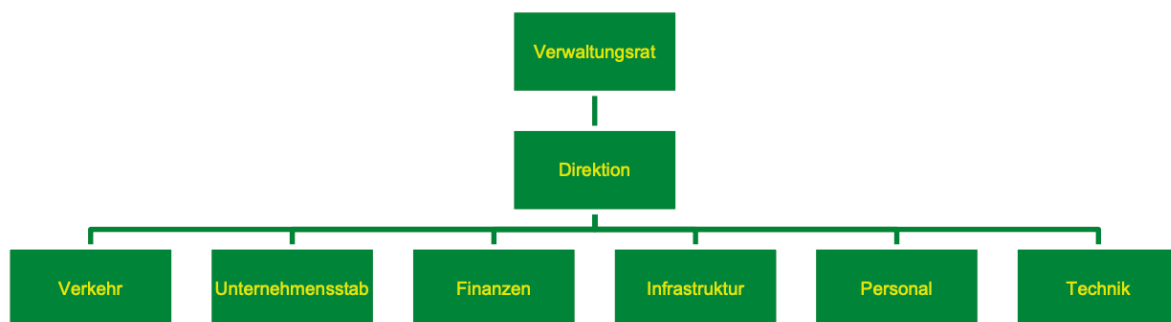 Verwaltungsrat
Direktion
Verkehr
Unternehmensstab
Finanzen
Infrastruktur
Personal
Technik